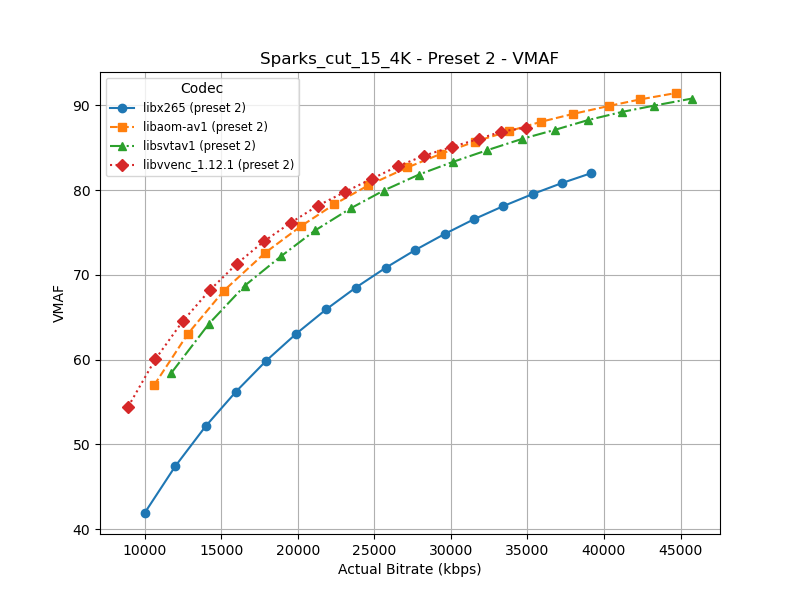 Sparks_cut_15_4K - Preset 2 - VMAF
Codec
libx265 (preset 2)
libaom-av1 (preset 2)
libsvtav1 (preset 2)
libvvenc_1.12.1 (preset 2)
VMAF
90
80
70
60
50
40
10000 15000 20000 25000 30000 35000 40000 45000
Actual Bitrate (kbps)